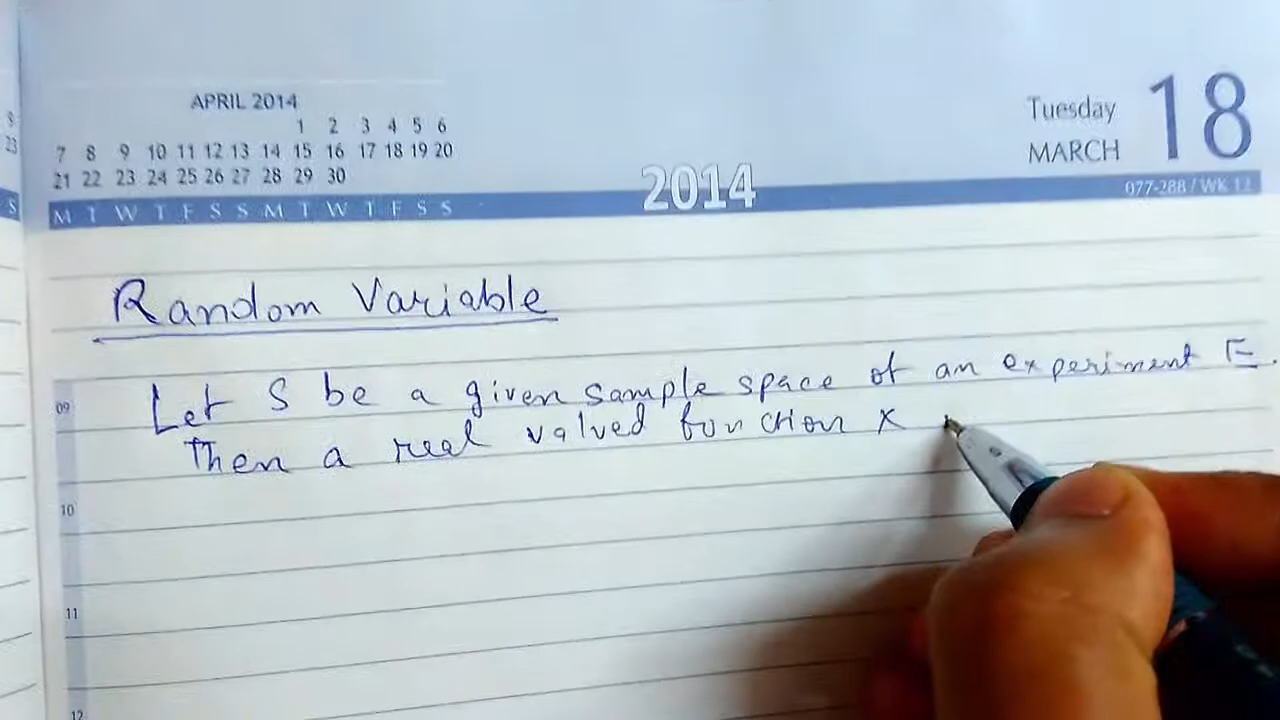 S
23
S
APRIL 2014
1 2 3 4 5 6
7 8 9 10 11 12 13 14 15 16 17 18 19 20
21 22 23 24 25 26 27 28 29 30
M T W T F S S M T W T F S S
2014
Tuesday
MARCH
18
077-288 / WK 12
Random Variable
09
Let S be a given sample space of an experiment E.
Then a real valued function X
10
11
12